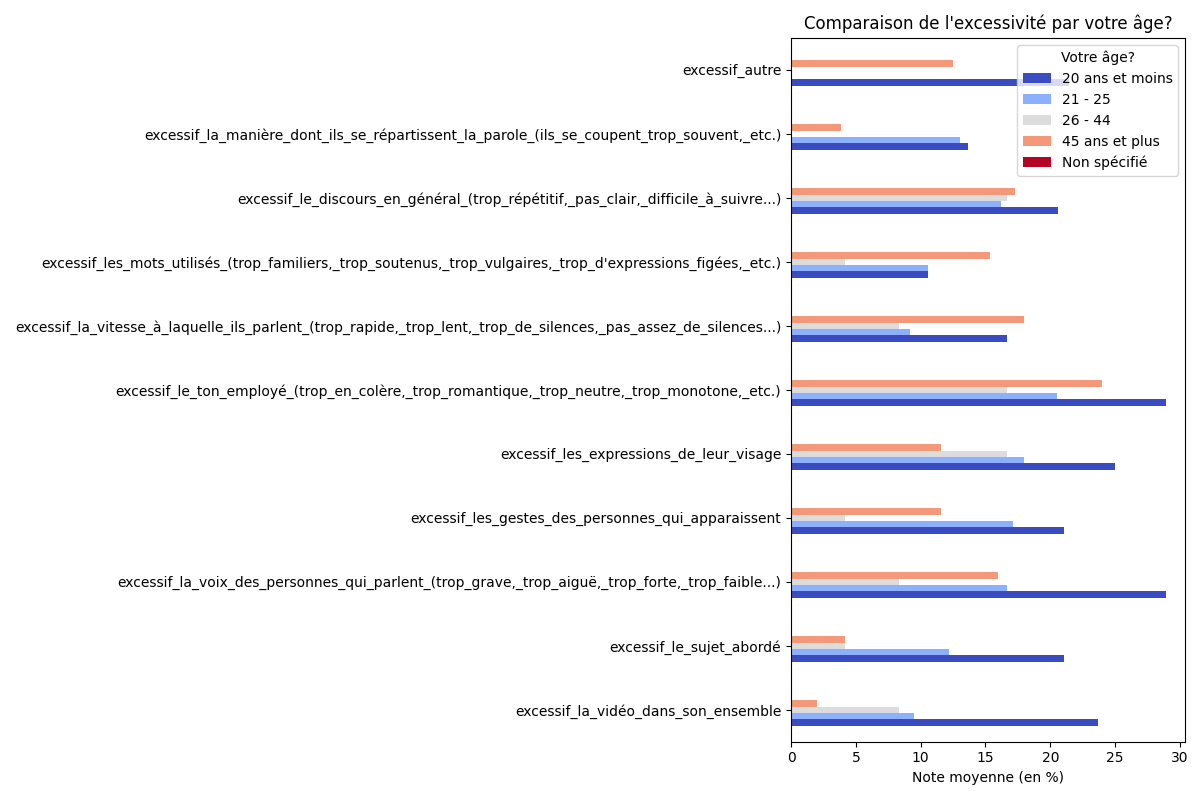 Comparaison de l'excessivité par votre âge?
excessif_autre
excessif_la_manière_dont_ils_se_répartissent_la_parole_(ils_se_coupent_trop_souvent,_etc.)
excessif_le_discours_en_général_(trop_répétitif,_pas_clair,_difficile_à_suivre...)
excessif_les_mots_utilisés_(trop_familiers,_trop_soutenus,_trop_vulgaires,_trop_d'expressions_figées,_etc.)
excessif_la_vitesse_à_laquelle_ils_parlent_(trop_rapide,_trop_lent,_trop_de_silences,_pas_assez_de_silences...)
excessif_le_ton_employé_(trop_en_colère,_trop_romantique,_trop_neutre,_trop_monotone,_etc.)
excessif_les_expressions_de_leur_visage
excessif_les_gestes_des_personnes_qui_apparaissent
excessif_la_voix_des_personnes_qui_parlent_(trop_grave,_trop_aiguë,_trop_forte,_trop_faible...)
excessif_le_sujet_abordé
excessif_la_vidéo_dans_son_ensemble
Votre âge?
20 ans et moins
21 - 25
26 - 44
45 ans et plus
Non spécifié
0 5 10 15 20 25 30
Note moyenne (en %)